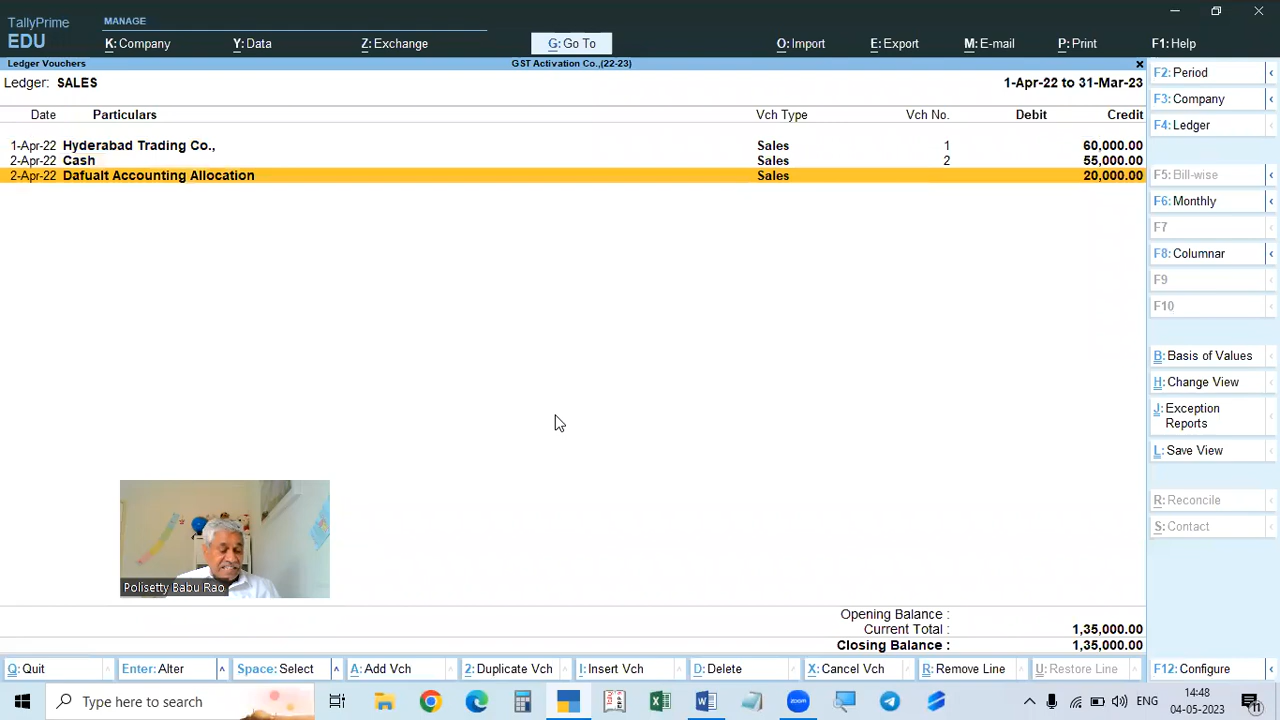 TallyPrime
EDU
MANAGE
K: Company
Y: Data
Z: Exchange
G: Go To
O: Import
E: Export
M: E-mail
P: Print
F1: Help
Ledger Vouchers
GST Activation Co.,(22-23)
Ledger: SALES
1-Apr-22 to 31-Mar-23
Date Particulars Vch Type Vch No. Debit Credit
1-Apr-22 Hyderabad Trading Co., Sales 1 60,000.00
2-Apr-22 Cash Sales 2 55,000.00
2-Apr-22 Dafualt Accounting Allocation Sales 20,000.00
F2: Period
F3: Company
F4: Ledger
F5: Bill-wise
F6: Monthly
F7
F8: Columnar
F9
F10
B: Basis of Values
H: Change View
J: Exception
Reports
L: Save View
R: Reconcile
S: Contact
Polisetty Babu Rao
Opening Balance :
Current Total : 1,35,000.00
Closing Balance : 1,35,000.00
Q: Quit
Enter: Alter
Space: Select
A: Add Vch
2: Duplicate Vch
I: Insert Vch
D: Delete
X: Cancel Vch
R: Remove Line
U: Restore Line
F12: Configure
Type here to search
ENG
14:48
04-05-2023
11
zoom